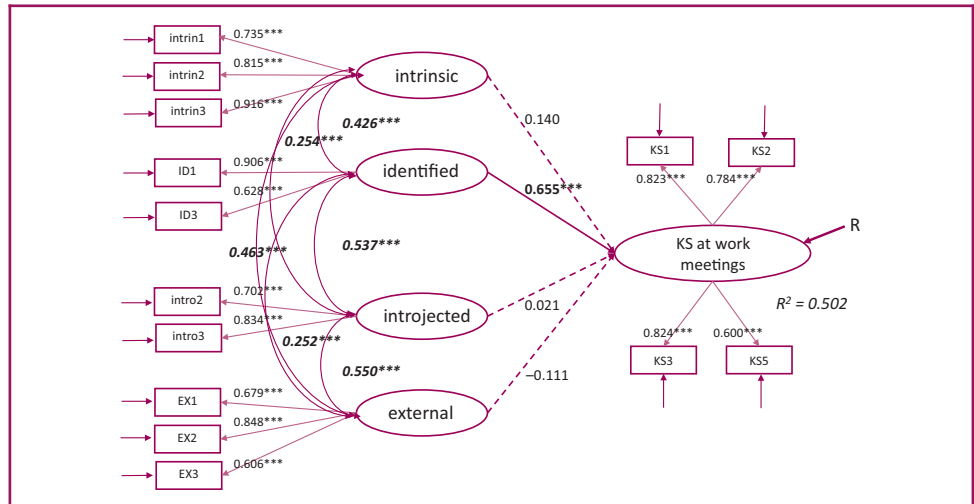 intrin1
0.735***
intrin2
0.815***
intrin3
0.916***
intrinsic
0.426***
0.254***
0.140
ID1
0.906***
ID3
0.628***
identified
0.655***
0.463***
0.537***
intro2
0.702***
intro3
0.834***
introjected
0.021
0.252***
0.550***
–0.111
EX1
0.679***
EX2
0.848***
EX3
0.606***
external
KS1
KS2
0.823***
0.784***
KS at work
meetings
R
R² = 0.502
0.824***
0.600***
KS3
KS5